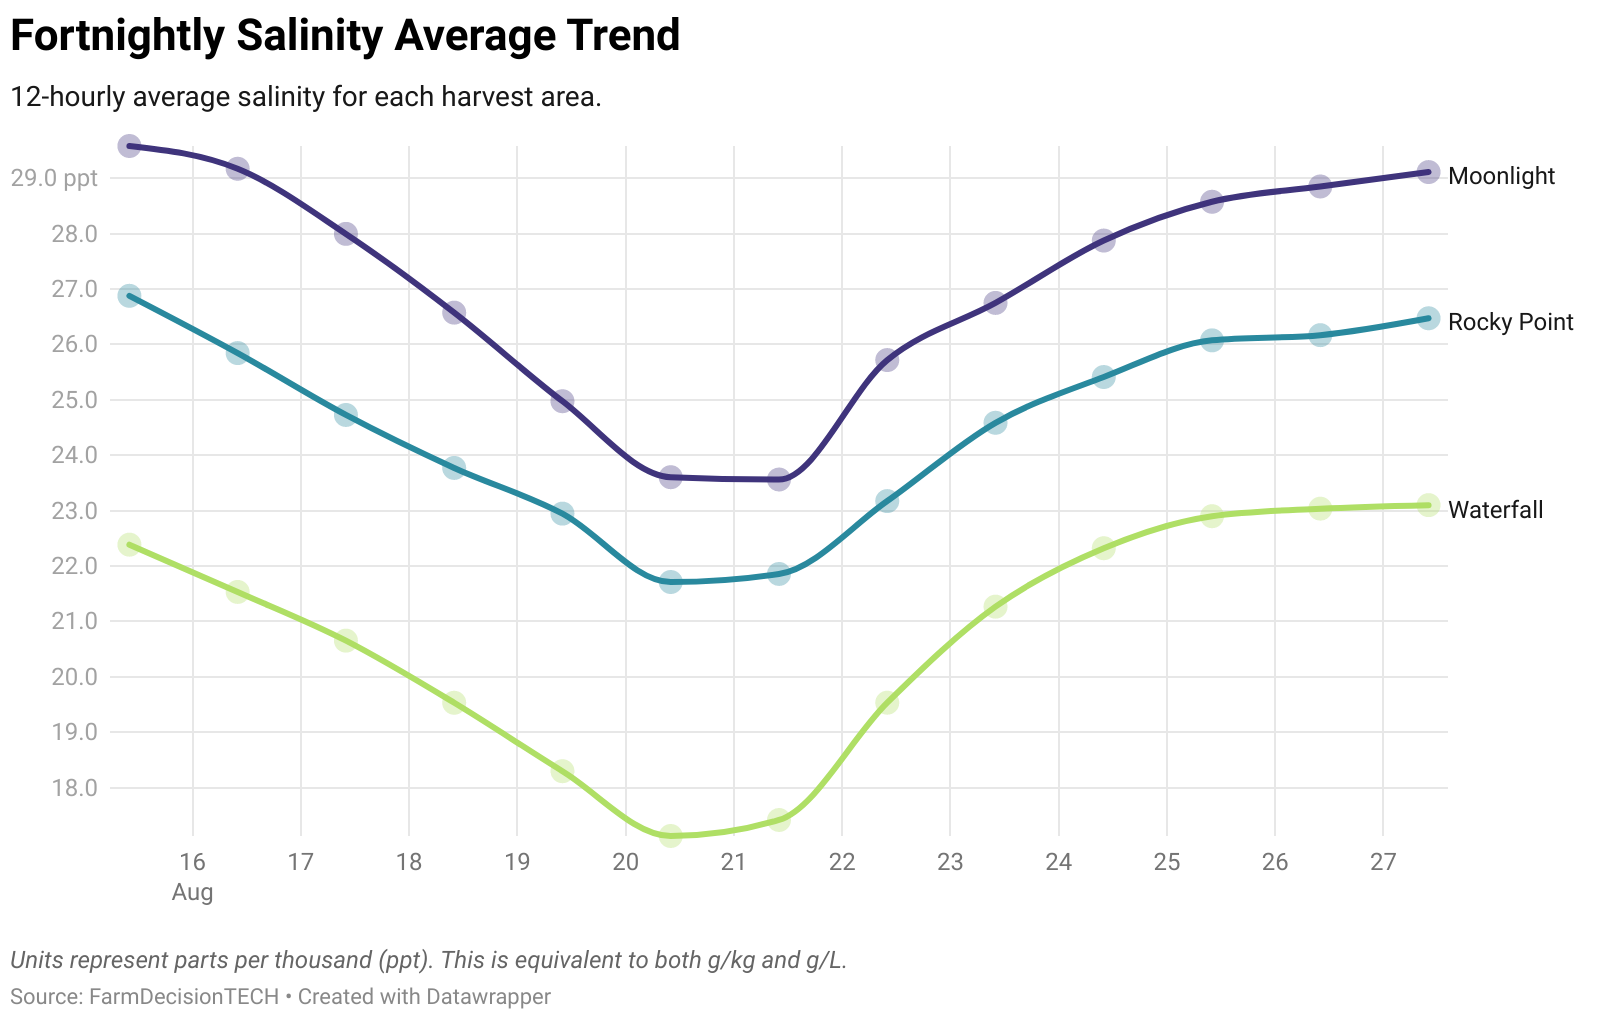 Fortnightly Salinity Average Trend
12-hourly average salinity for each harvest area.
29.0 ppt
28.0
27.0
26.0
25.0
24.0
23.0
22.0
21.0
20.0
19.0
18.0
Moonlight
Rocky Point
Waterfall
16 17 18 19 20 21 22 23 24 25 26 27
Aug
Units represent parts per thousand (ppt). This is equivalent to both g/kg and g/L.
Source: FarmDecisionTECH • Created with Datawrapper